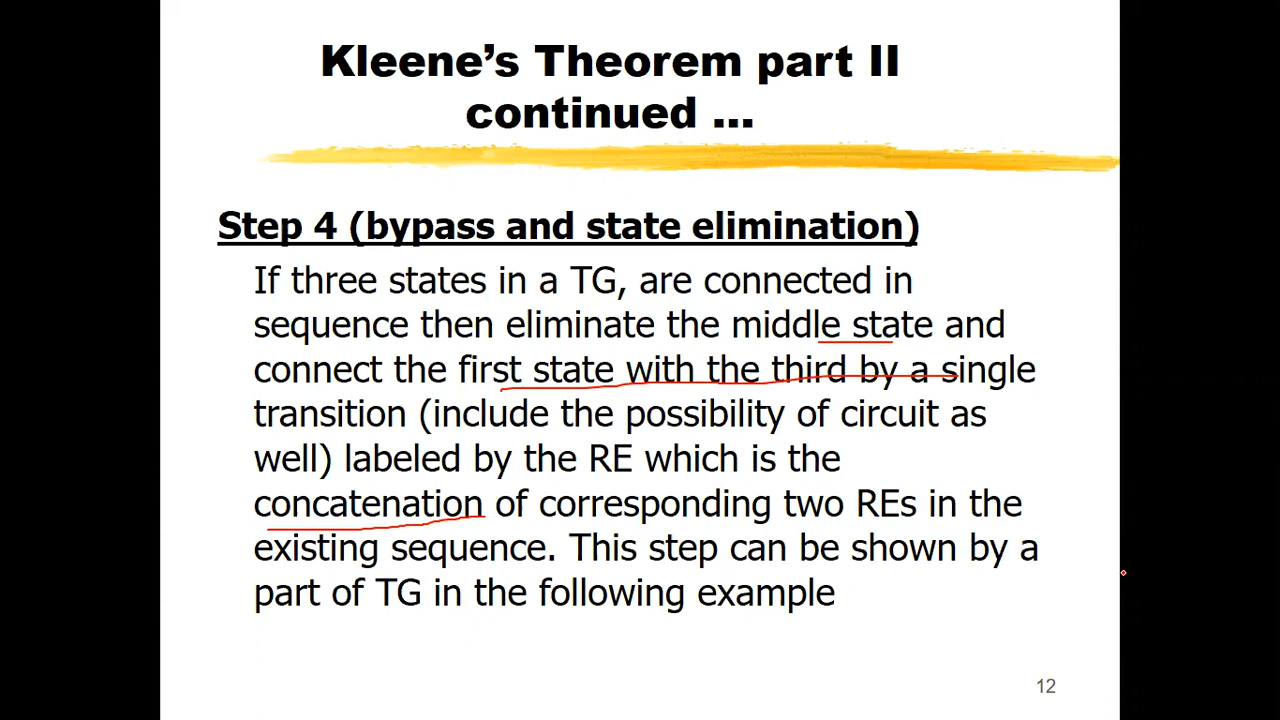 Kleene's Theorem part II
continued ...
Step 4 (bypass and state elimination)
If three states in a TG, are connected in
sequence then eliminate the middle state and
connect the first state with the third by a single
transition (include the possibility of circuit as
well) labeled by the RE which is the
concatenation of corresponding two REs in the
existing sequence. This step can be shown by a
part of TG in the following example
12